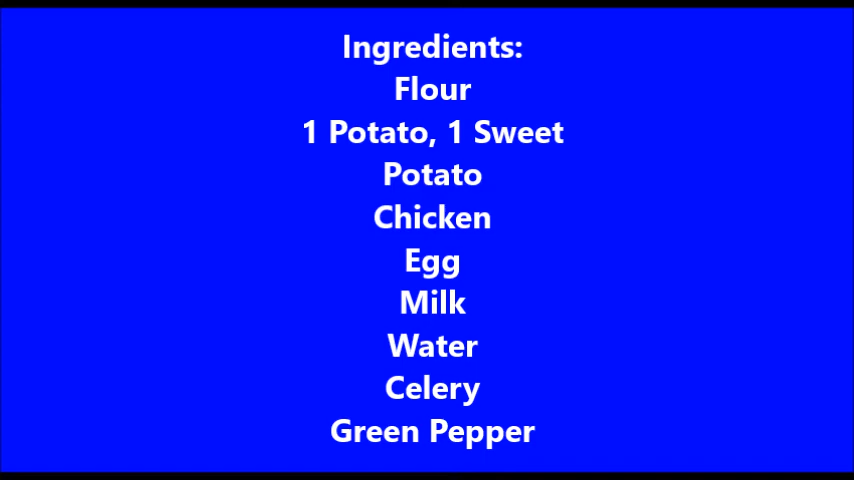 Ingredients:
Flour
1 Potato, 1 Sweet
Potato
Chicken
Egg
Milk
Water
Celery
Green Pepper